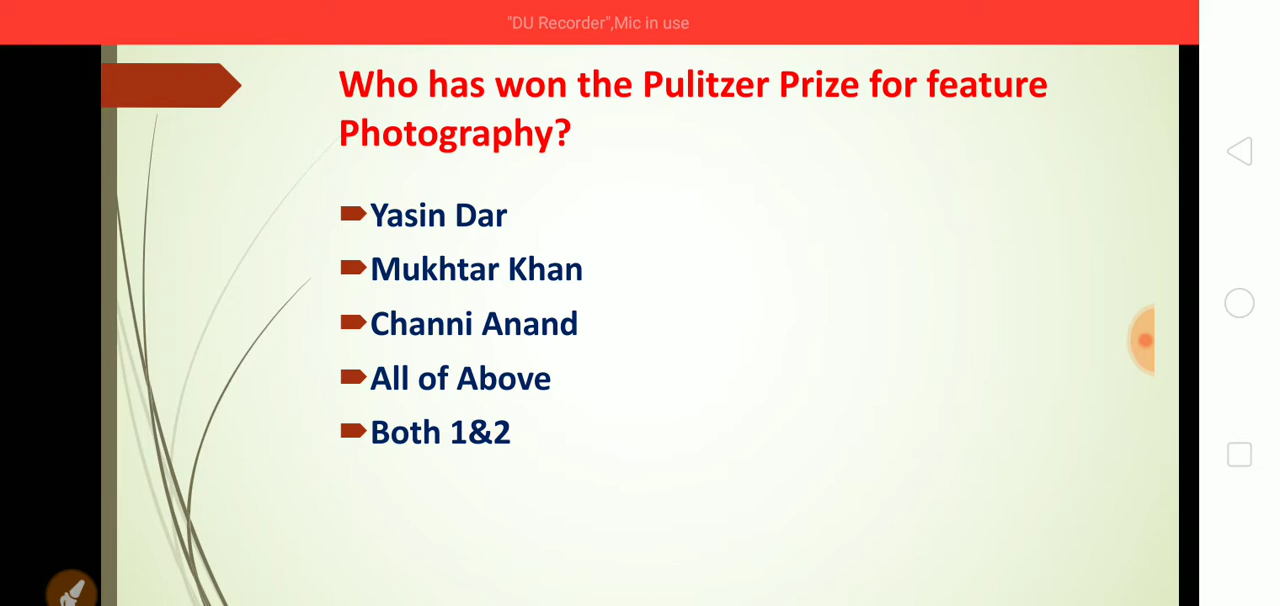 "DU Recorder",Mic in use
Who has won the Pulitzer Prize for feature
Photography?
Yasin Dar
Mukhtar Khan
Channi Anand
All of Above
Both 1&2